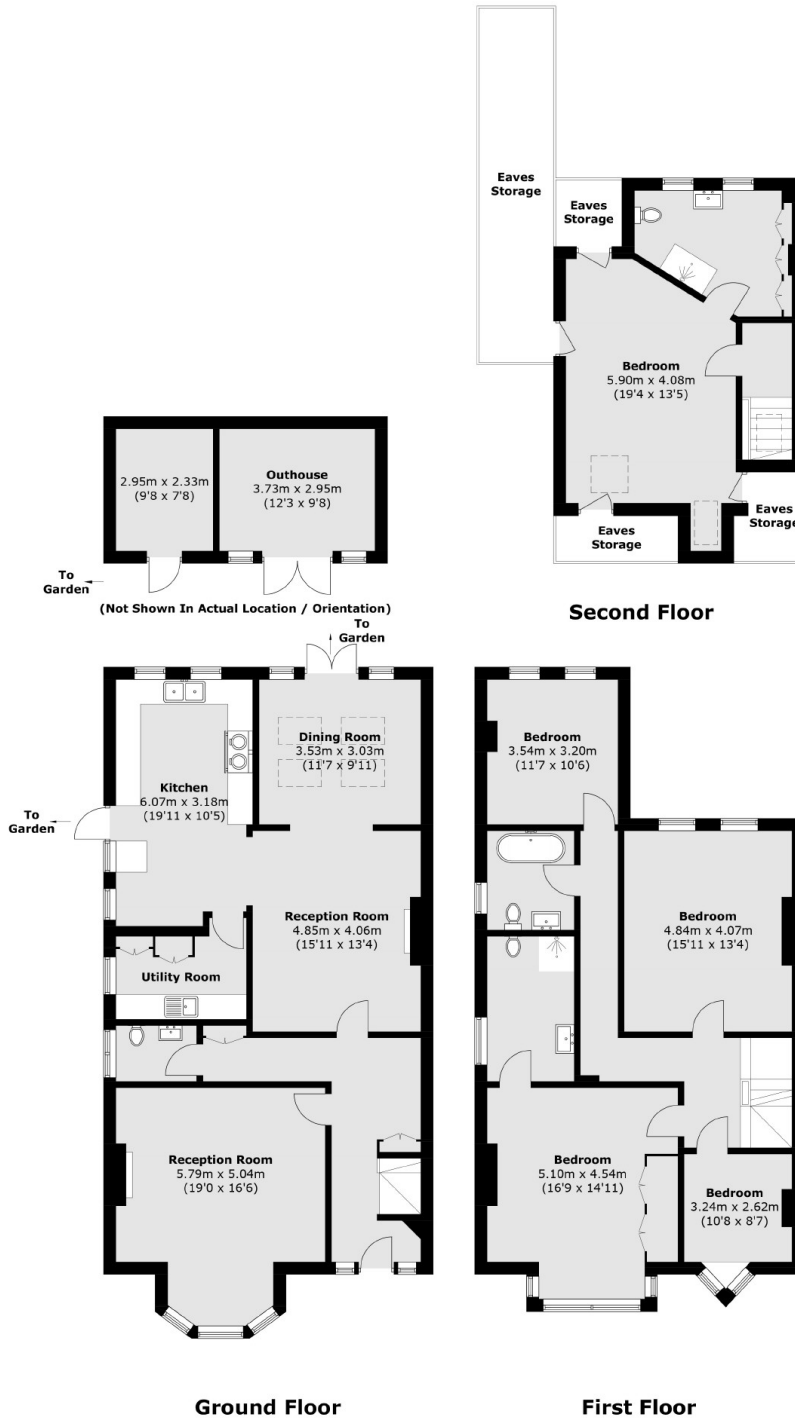 Eaves
Storage
Eaves
Storage
Bedroom
5.90m x 4.08m
(19'4 x 13'5)
Eaves
Storage
Eaves
Storage
Second Floor
2.95m x 2.33m
(9'8 x 7'8)
Outhouse
3.73m x 2.95m
(12'3 x 9'8)
To
Garden
(Not Shown In Actual Location / Orientation)
To
Garden
Dining Room
3.53m x 3.03m
(11'7 x 9'11)
Kitchen
6.07m x 3.18m
(19'11 x 10'5)
To
Garden
Reception Room
4.85m x 4.06m
(15'11 x 13'4)
Utility Room
Reception Room
5.79m x 5.04m
(19'0 x 16'6)
Ground Floor
Bedroom
3.54m x 3.20m
(11'7 x 10'6)
Bedroom
4.84m x 4.07m
(15'11 x 13'4)
Bedroom
5.10m x 4.54m
(16'9 x 14'11)
Bedroom
3.24m x 2.62m
(10'8 x 8'7)
First Floor